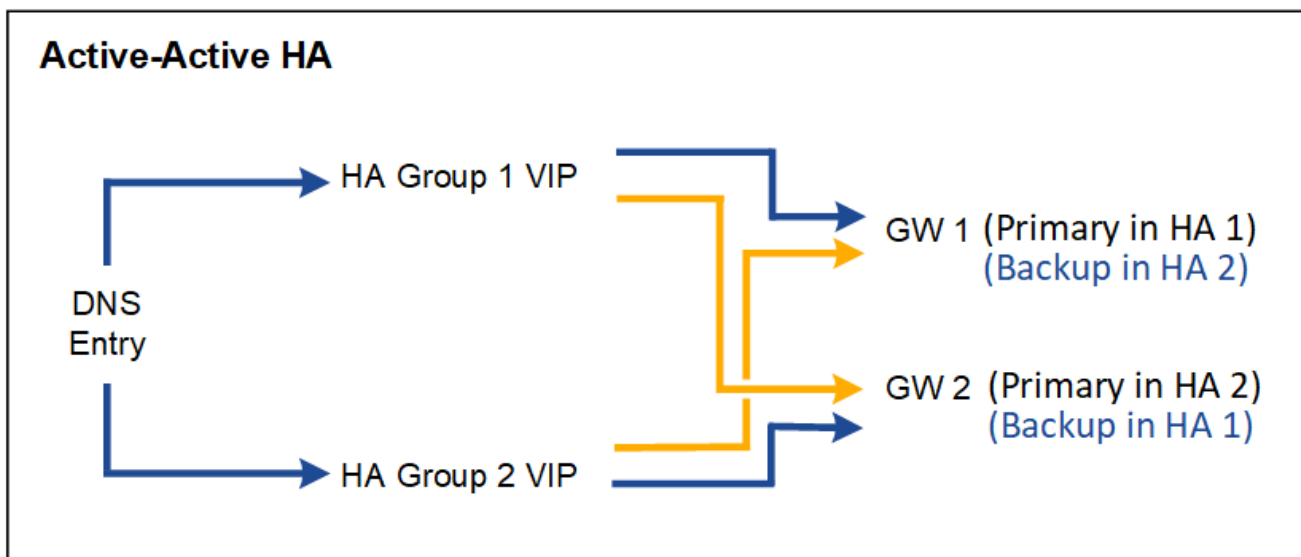 Active-Active HA
HA Group 1 VIP
GW 1 (Primary in HA 1)
(Backup in HA 2)
DNS
Entry
GW 2 (Primary in HA 2)
(Backup in HA 1)
HA Group 2 VIP